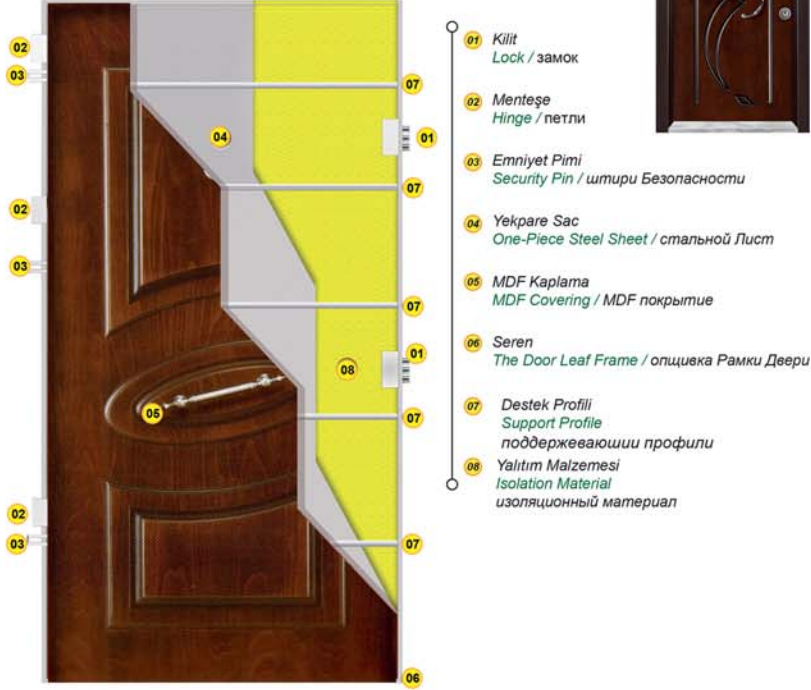 02
03
04
07
01
07
02
03
07
01
08
05
07
02
03
07
06
01 Kilit
Lock / замок
02 Menteşe
Hinge / петли
03 Emniyet Pimi
Security Pin / штири Безопасности
04 Yekpare Sac
One-Piece Steel Sheet / стальной Лист
05 MDF Kaplama
MDF Covering / MDF покрытие
06 Seren
The Door Leaf Frame / опщивка Рамки Двери
07 Destek Profili
Support Profile
поддержеваюшии профили
08 Yalıtım Malzemesi
Isolation Material
изоляционный материал